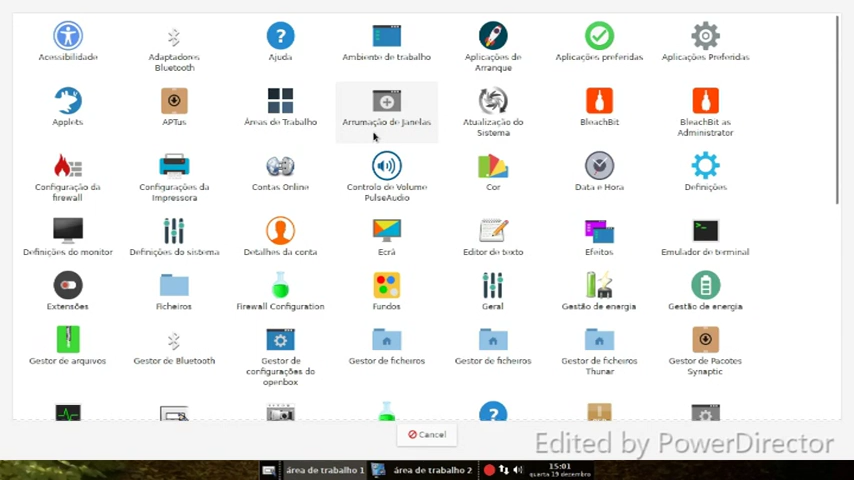 Acessibilidade
Adaptadores
Bluetooth
Ajuda
Ambiente de trabalho
Aplicações de
Arranque
Aplicações preferidas
Aplicações Preferidas
Applets
APTus
Áreas de Trabalho
Arrumação de Janelas
Atualização do
Sistema
BleachBit
BleachBit as
Administrator
Configuração da
firewall
Configurações da
Impressora
Contas Online
Controlo de Volume
PulseAudio
Cor
Data e Hora
Definições
Definições do monitor
Definições do sistema
Detalhes da conta
Ecrã
Editor de texto
Efeitos
Emulador de terminal
Extensões
Ficheiros
Firewall Configuration
Fundos
Geral
Gestão de energia
Gestão de energia
Gestor de arquivos
Gestor de Bluetooth
Gestor de
configurações do
openbox
Gestor de ficheiros
Gestor de ficheiros
Gestor de ficheiros
Thunar
Gestor de Pacotes
Synaptic
Cancel
Edited by PowerDirector
área de trabalho 1
área de trabalho 2
15:01
quarta 19 dezembro